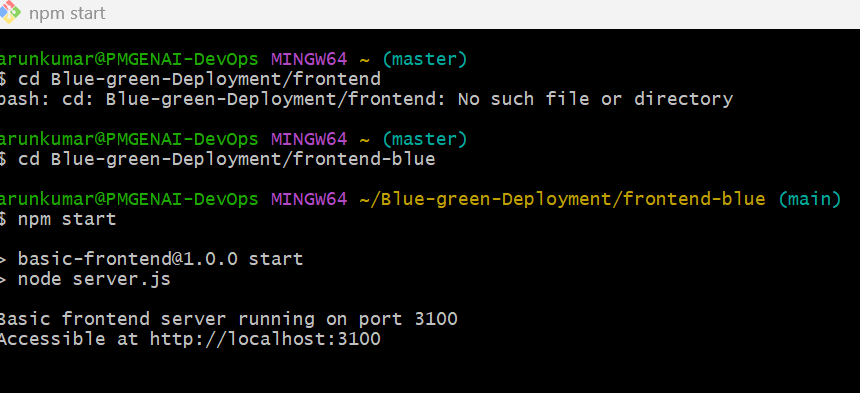 npm start
arunkumar@PMGENAI-DevOps MINGW64 ~ (master)
$ cd Blue-green-Deployment/frontend
bash: cd: Blue-green-Deployment/frontend: No such file or directory
arunkumar@PMGENAI-DevOps MINGW64 ~ (master)
$ cd Blue-green-Deployment/frontend-blue
arunkumar@PMGENAI-DevOps MINGW64 ~/Blue-green-Deployment/frontend-blue (main)
$ npm start
> basic-frontend@1.0.0 start
> node server.js
Basic frontend server running on port 3100
Accessible at http://localhost:3100